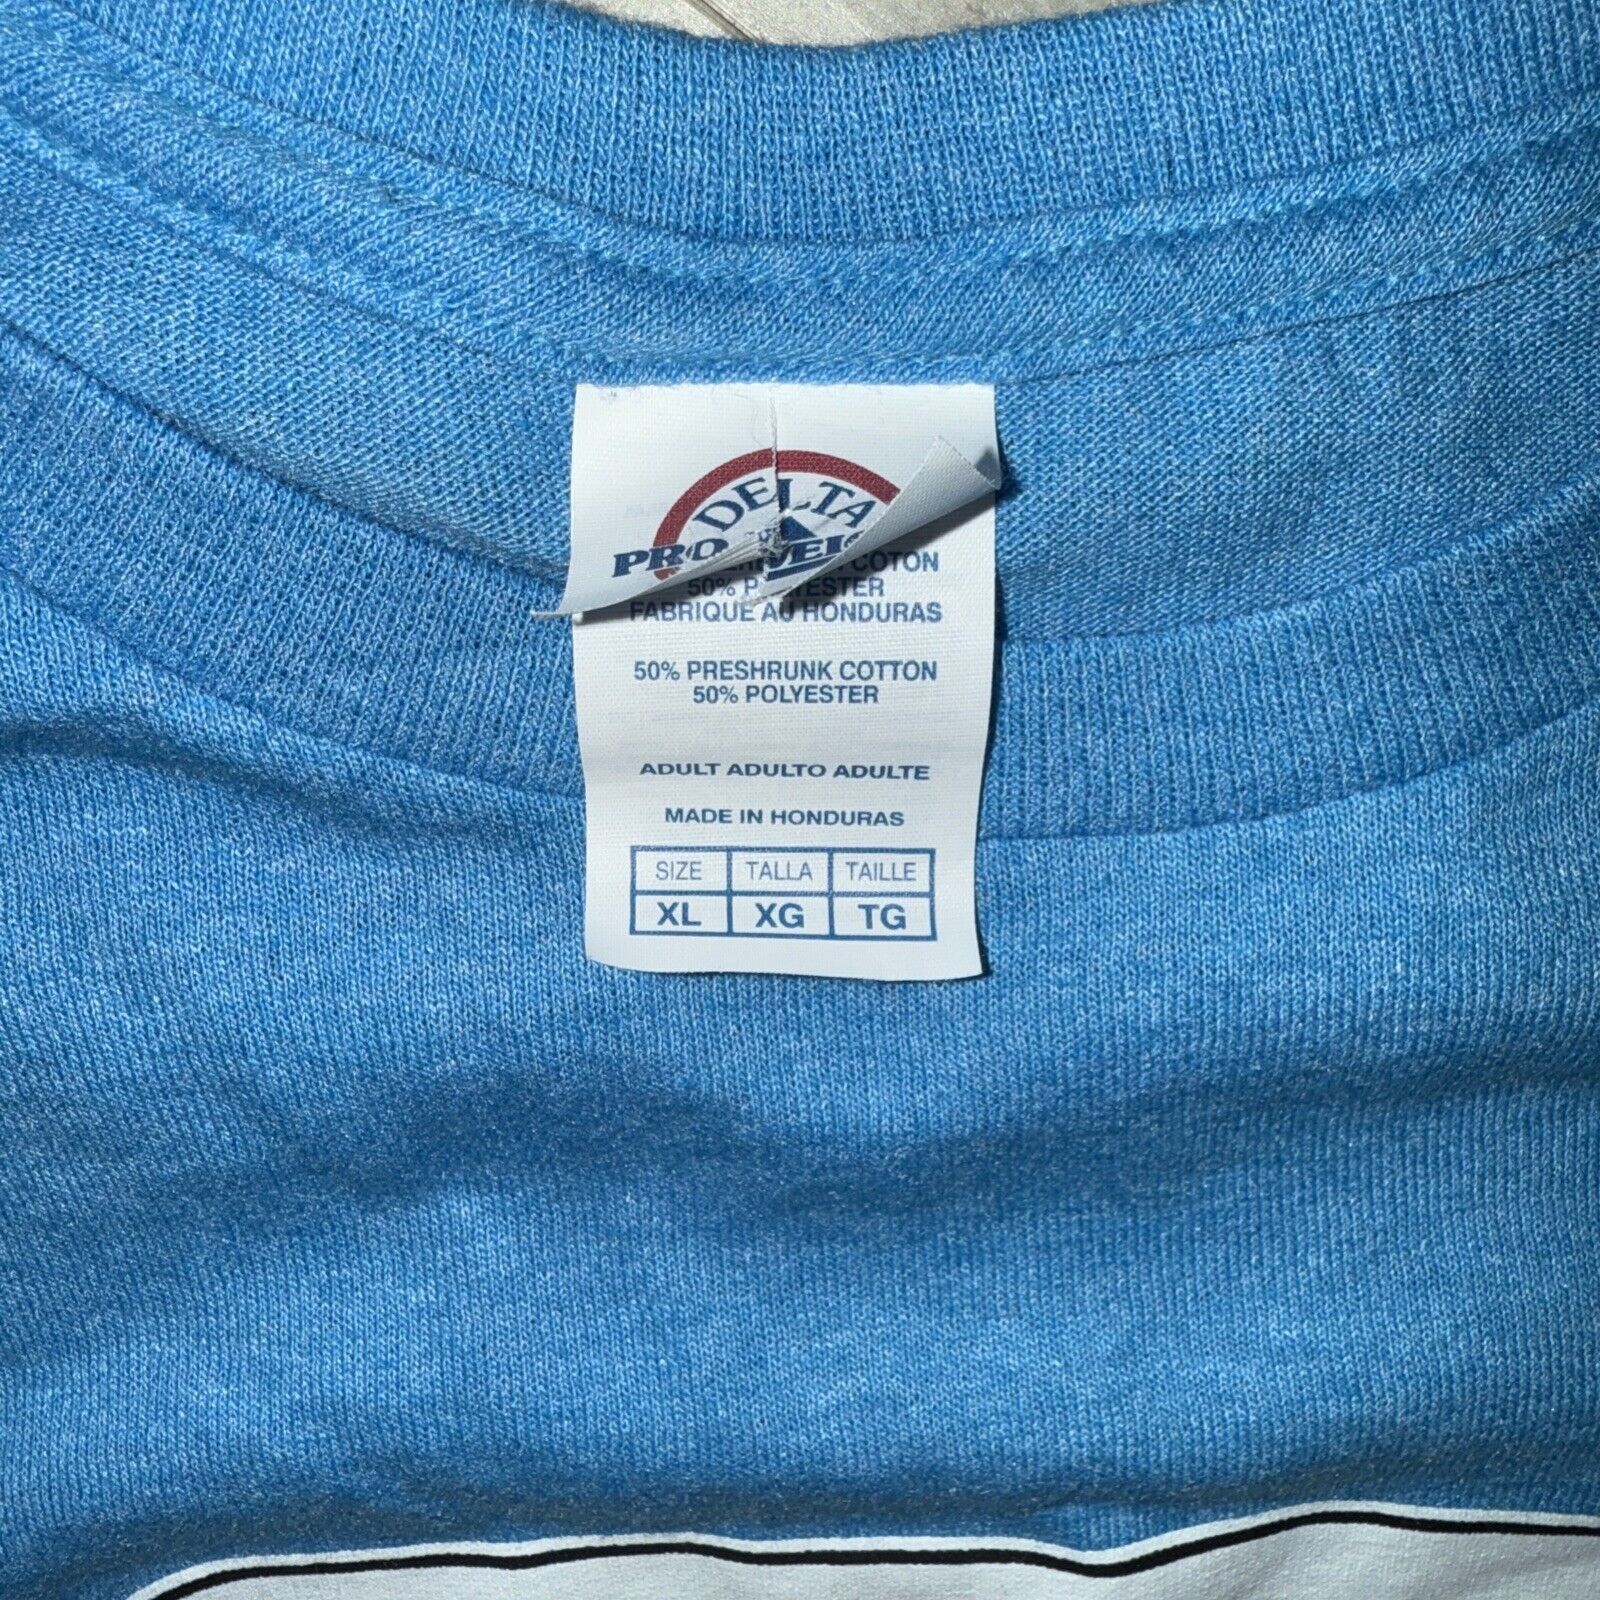 DELTA
PRO
COTON
50%
FABRIQUE AU HONDURAS
50% PRESHRUNK COTTON
50% POLYESTER
ADULT ADULTO ADULTE
MADE IN HONDURAS
SIZE TALLA TAILLE
XL XG TG